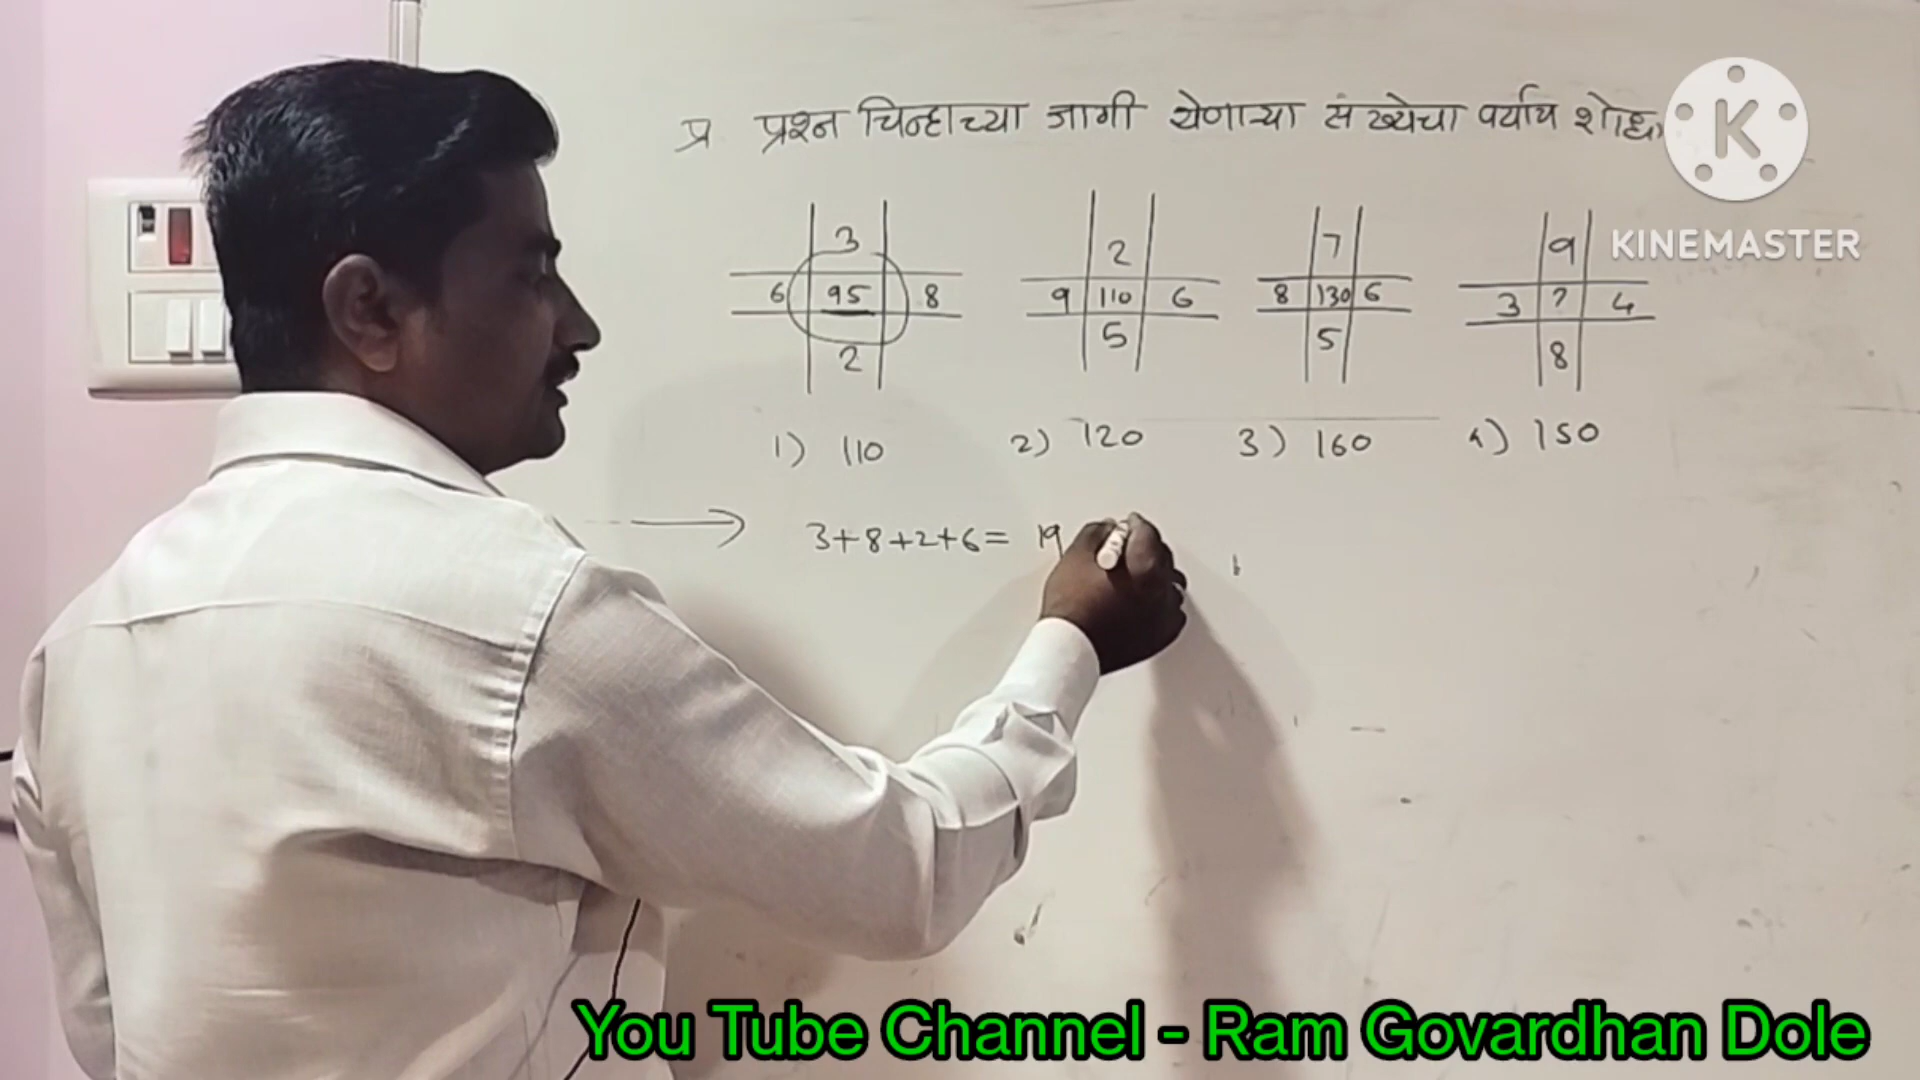 प्र प्रश्न चिन्हाच्या जागी येणाऱ्या संख्येचा पर्याय शोधा
3 2 7 9
6 95 8 9 110 6 8 130 6 3 ? 4
2 5 5 8
1) 110 2) 120 3) 160 4) 150
3+8+2+6= 19
K
KINEMASTER
You Tube Channel - Ram Govardhan Dole